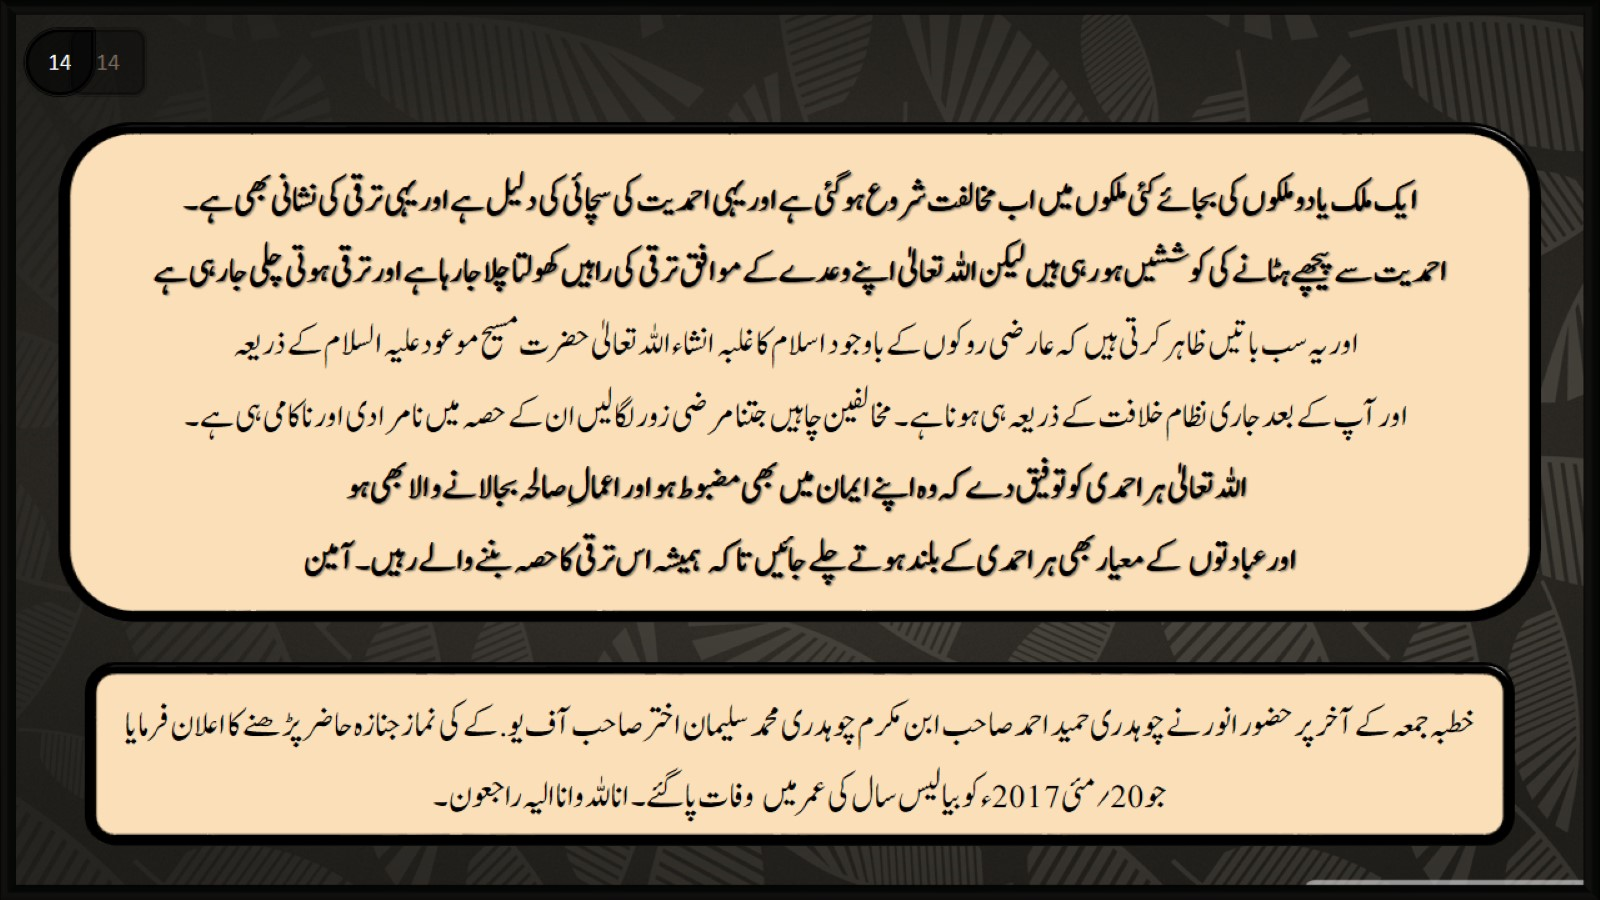 14 14
ایک ملک یا دو ملکوں کی بجائے کئی ملکوں میں اب مخالفت شروع ہو گئی ہے اور یہی احمدیت کی سچائی کی دلیل ہے اور یہی ترقی کی نشانی بھی ہے۔
احمدیت سے پیچھے ہٹانے کی کوششیں ہو رہی ہیں لیکن اللہ تعالیٰ اپنے وعدے کے موافق ترقی کی راہیں کھولتا چلا جا رہا ہے اور ترقی ہوتی چلی جا رہی ہے
اور یہ سب باتیں ظاہر کرتی ہیں کہ عارضی روکوں کے باوجود اسلام کا غلبہ انشاء اللہ تعالیٰ حضرت مسیح موعود علیہ السلام کے ذریعہ
اور آپ کے بعد جاری نظام خلافت کے ذریعہ ہی ہونا ہے۔ مخالفین چاہیں جتنا مرضی زور لگالیں ان کے حصہ میں نامرادی اور ناکامی ہی ہے۔
اللہ تعالیٰ ہر احمدی کو توفیق دے کہ وہ اپنے ایمان میں بھی مضبوط ہو اور اعمالِ صالحہ بجالانے والا بھی ہو
اور عبادتوں کے معیار بھی ہر احمدی کے بلند ہوتے چلے جائیں تاکہ ہمیشہ اس ترقی کا حصہ بننے والے رہیں۔ آمین
خطبہ جمعہ کے آخر پر حضور انور نے چوہدری حمید احمد صاحب ابن مکرم چوہدری محمد سلیمان اختر صاحب آف یو.کے کی نماز جنازہ حاضر پڑھنے کا اعلان فرمایا
جو 20؍مئی 2017ء کو بیالیس سال کی عمر میں وفات پاگئے۔ انا للہ وانا الیہ راجعون۔